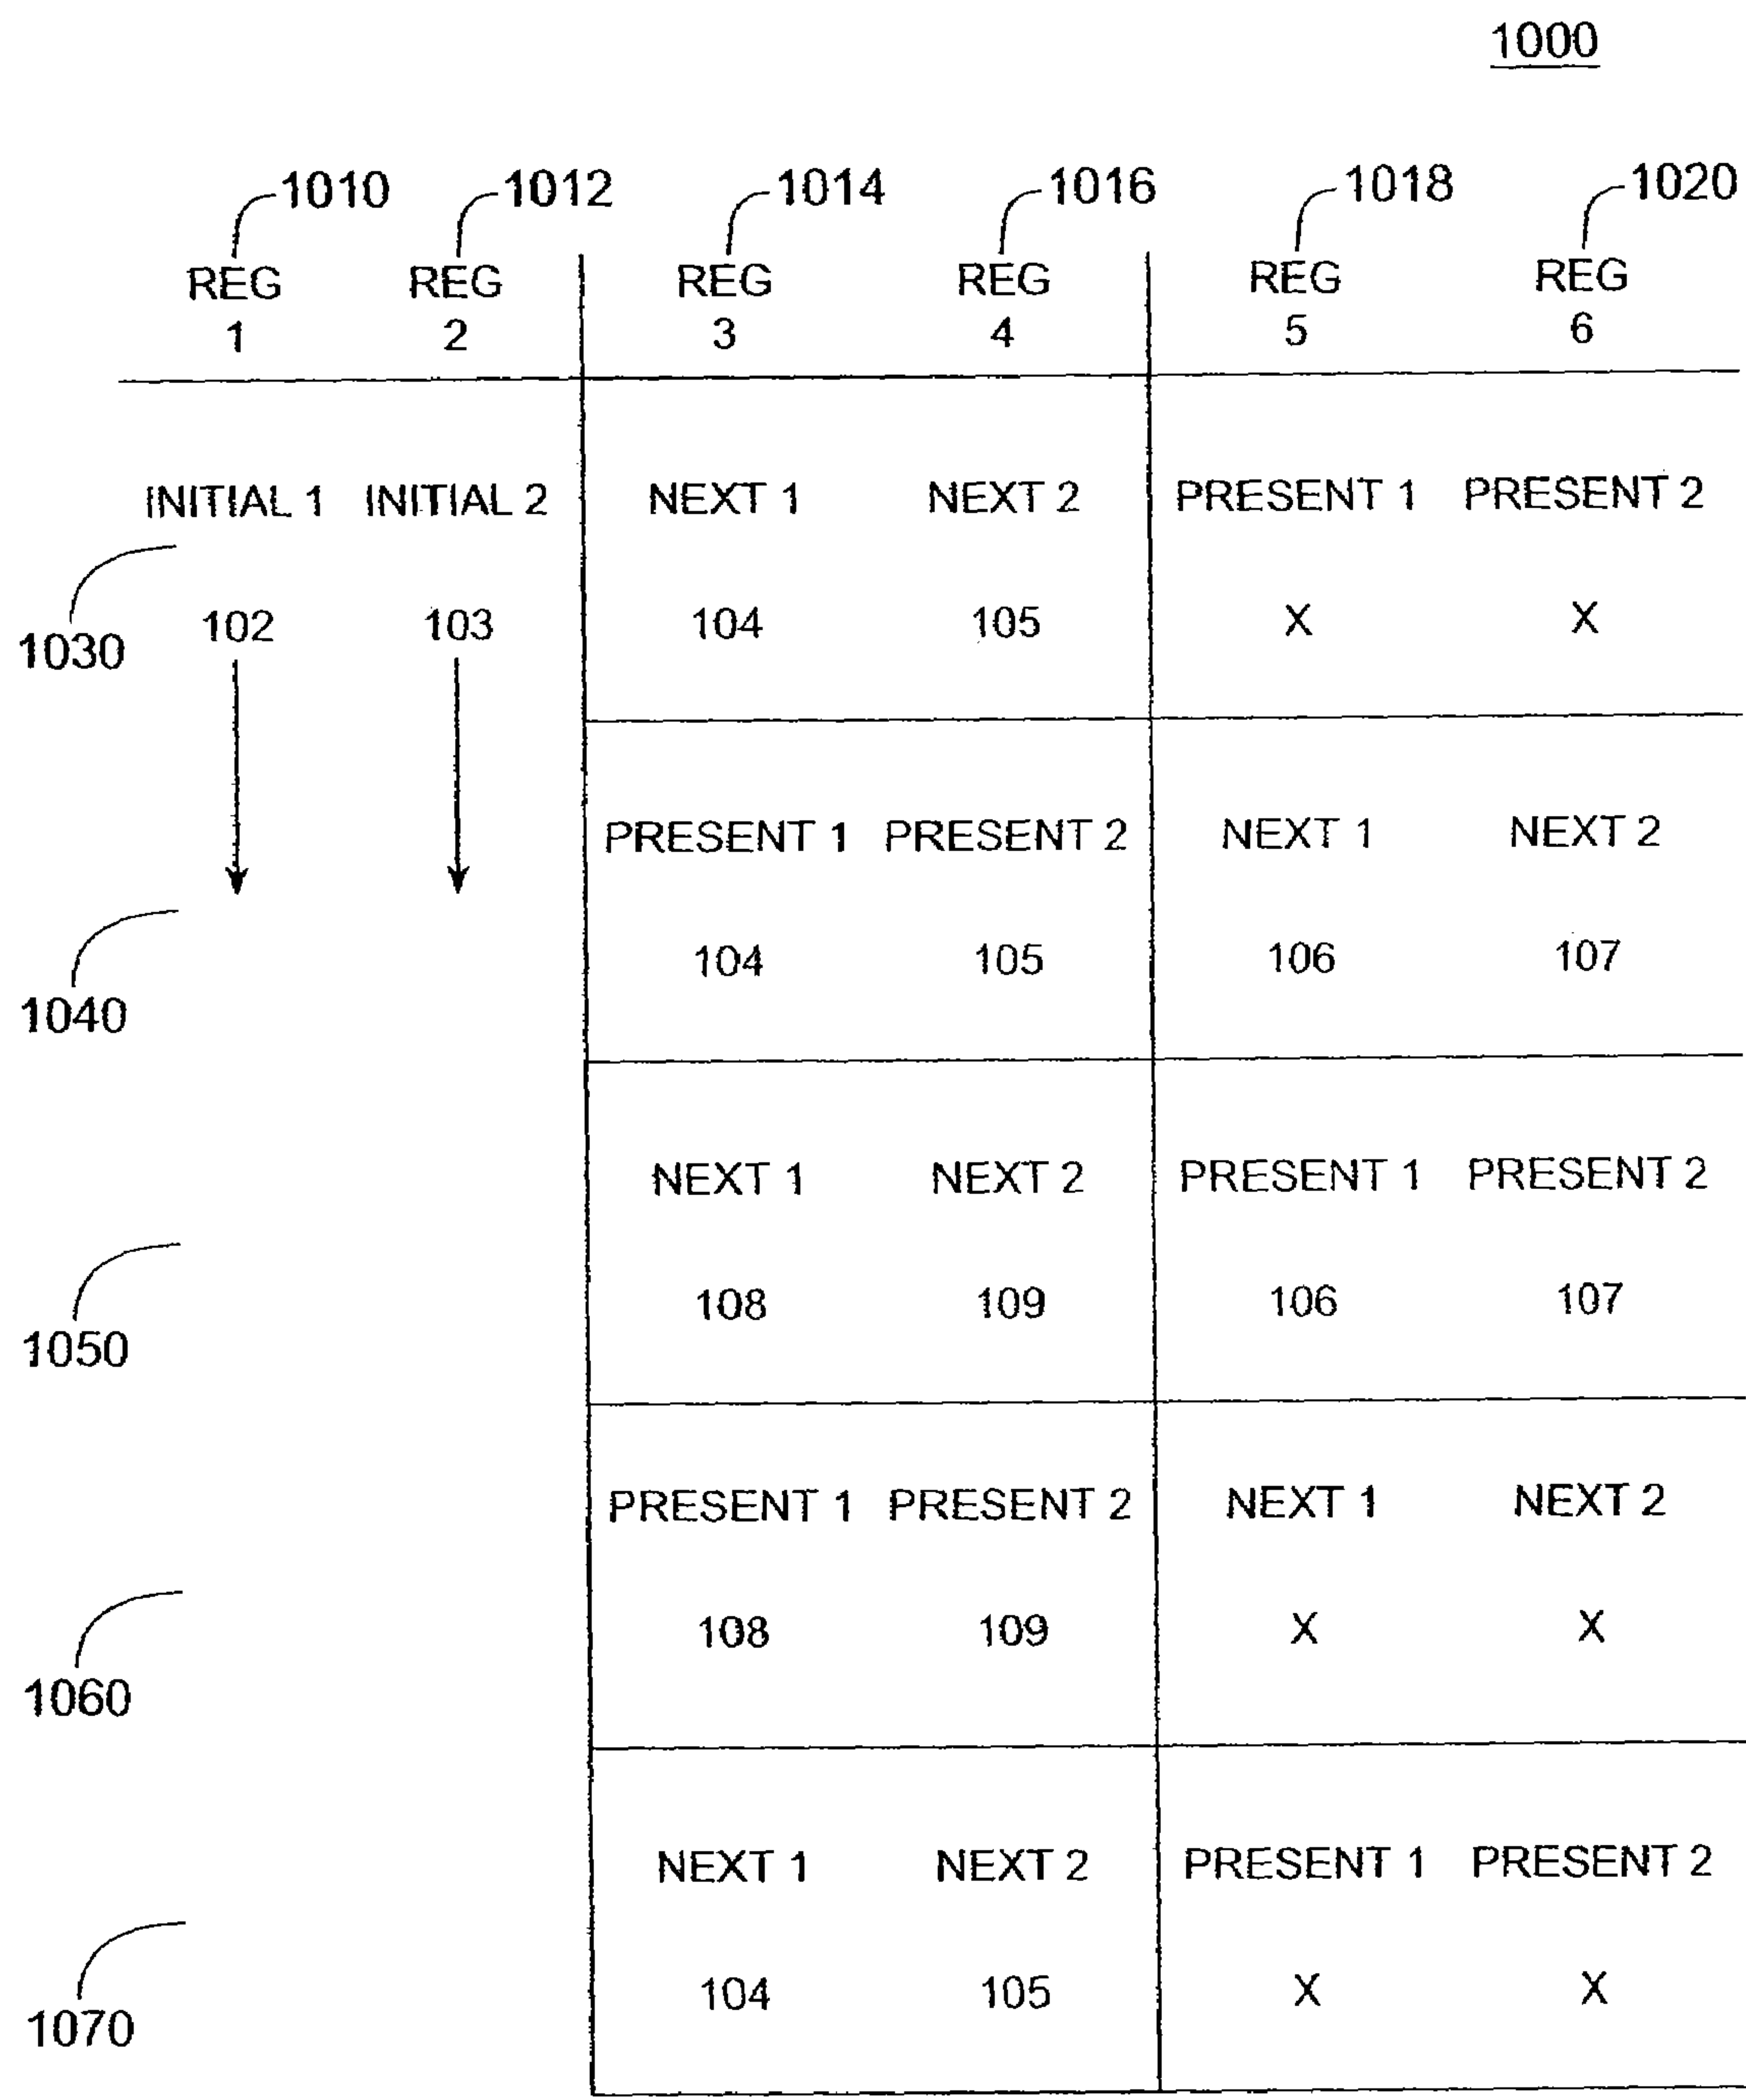 1000
1010 1012 1014 1016 1018 1020
REG REG REG REG REG REG
1 2 3 4 5 6
INITIAL 1 INITIAL 2 NEXT 1 NEXT 2 PRESENT 1 PRESENT 2
1030 102 103 104 105 X X
PRESENT 1 PRESENT 2 NEXT 1 NEXT 2
104 105 106 107
1040
NEXT 1 NEXT 2 PRESENT 1 PRESENT 2
108 109 106 107
1050
PRESENT 1 PRESENT 2 NEXT 1 NEXT 2
108 109 X X
1060
NEXT 1 NEXT 2 PRESENT 1 PRESENT 2
104 105 X X
1070